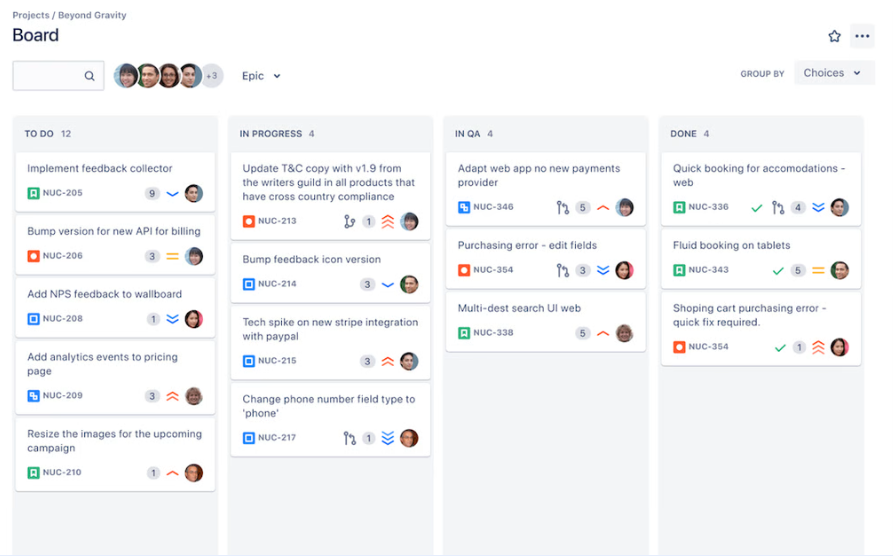 Projects / Beyond Gravity
Board
+3
Epic
GROUP BY
Choices
TO DO 12
Implement feedback collector
NUC-205
9
Bump version for new API for billing
NUC-206
3
Add NPS feedback to wallboard
NUC-208
1
Add analytics events to pricing
page
NUC-209
3
Resize the images for the upcoming
campaign
NUC-210
1
IN PROGRESS 4
Update T&C copy with v1.9 from
the writers guild in all products that
have cross country compliance
NUC-213
1
Bump feedback icon version
NUC-214
3
Tech spike on new stripe integration
with paypal
NUC-215
3
Change phone number field type to
'phone'
NUC-217
1
IN QA 4
Adapt web app no new payments
provider
NUC-346
5
Purchasing error - edit fields
NUC-354
3
Multi-dest search UI web
NUC-338
5
DONE 4
Quick booking for accomodations -
web
NUC-336
4
Fluid booking on tablets
NUC-343
5
Shoping cart purchasing error -
quick fix required.
NUC-354
1